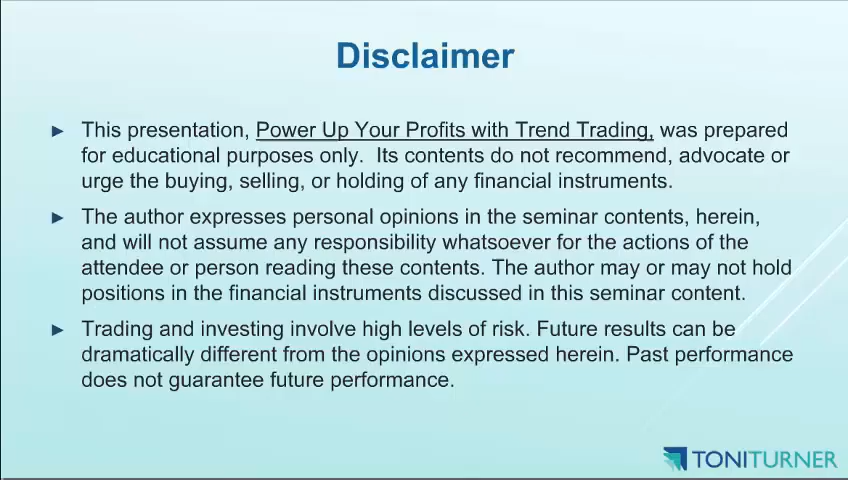 Disclaimer
► This presentation, Power Up Your Profits with Trend Trading, was prepared
for educational purposes only.  Its contents do not recommend, advocate or
urge the buying, selling, or holding of any financial instruments.
► The author expresses personal opinions in the seminar contents, herein,
and will not assume any responsibility whatsoever for the actions of the
attendee or person reading these contents. The author may or may not hold
positions in the financial instruments discussed in this seminar content.
► Trading and investing involve high levels of risk. Future results can be
dramatically different from the opinions expressed herein. Past performance
does not guarantee future performance.
TONITURNER